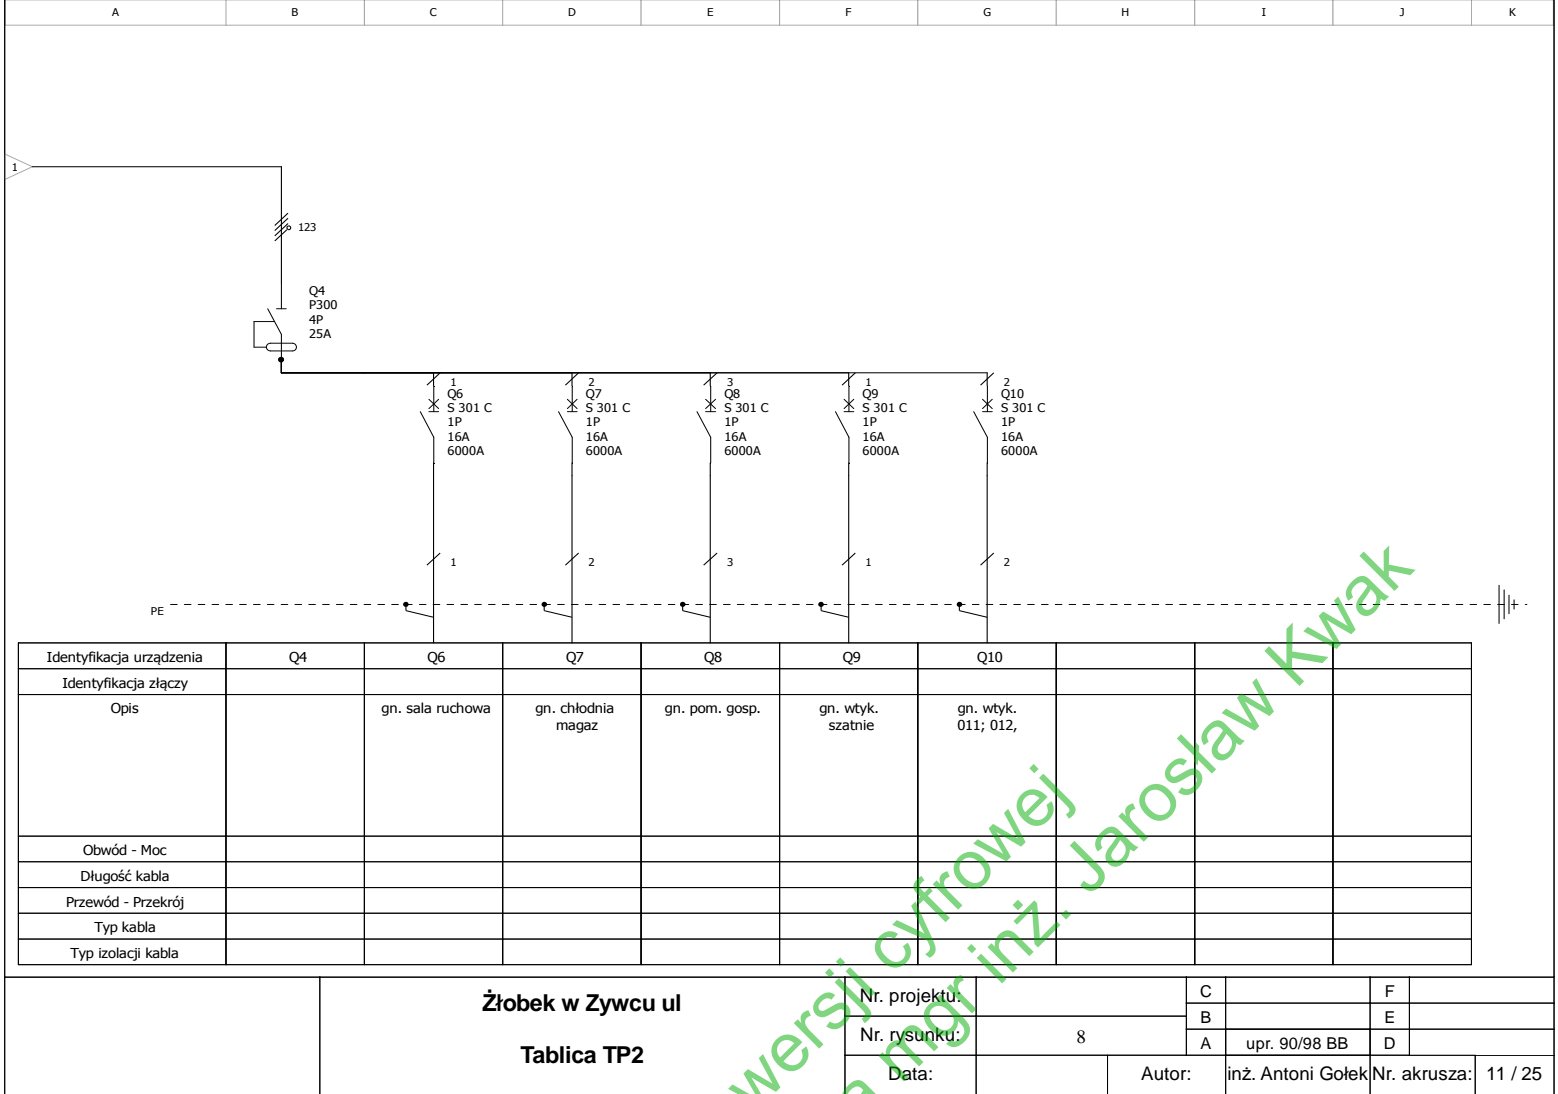 A B C D E F G H I J K
1
123
Q4
P300
4P
25A
1 2 3 1 2
Q6 Q7 Q8 Q9 Q10
S 301 C S 301 C S 301 C S 301 C S 301 C
1P 1P 1P 1P 1P
16A 16A 16A 16A 16A
6000A 6000A 6000A 6000A 6000A
1 2 3 1 2
PE
Identyfikacja urządzenia Q4 Q6 Q7 Q8 Q9 Q10
Identyfikacja złączy
Opis gn. sala ruchowa gn. chłodnia gn. pom. gosp. gn. wtyk. gn. wtyk.
magaz szatnie 011; 012,
Obwód - Moc
Długość kabla
Przewód - Przekrój
Typ kabla
Typ izolacji kabla
Żłobek w Zywcu ul
Tablica TP2
Nr. projektu: C F
B E
Nr. rysunku: 8
A upr. 90/98 BB D
Data: Autor: inż. Antoni Gołek Nr. akrusza: 11 / 25
wersji cyfrowej
a mgr inż. Jarosław Kwak